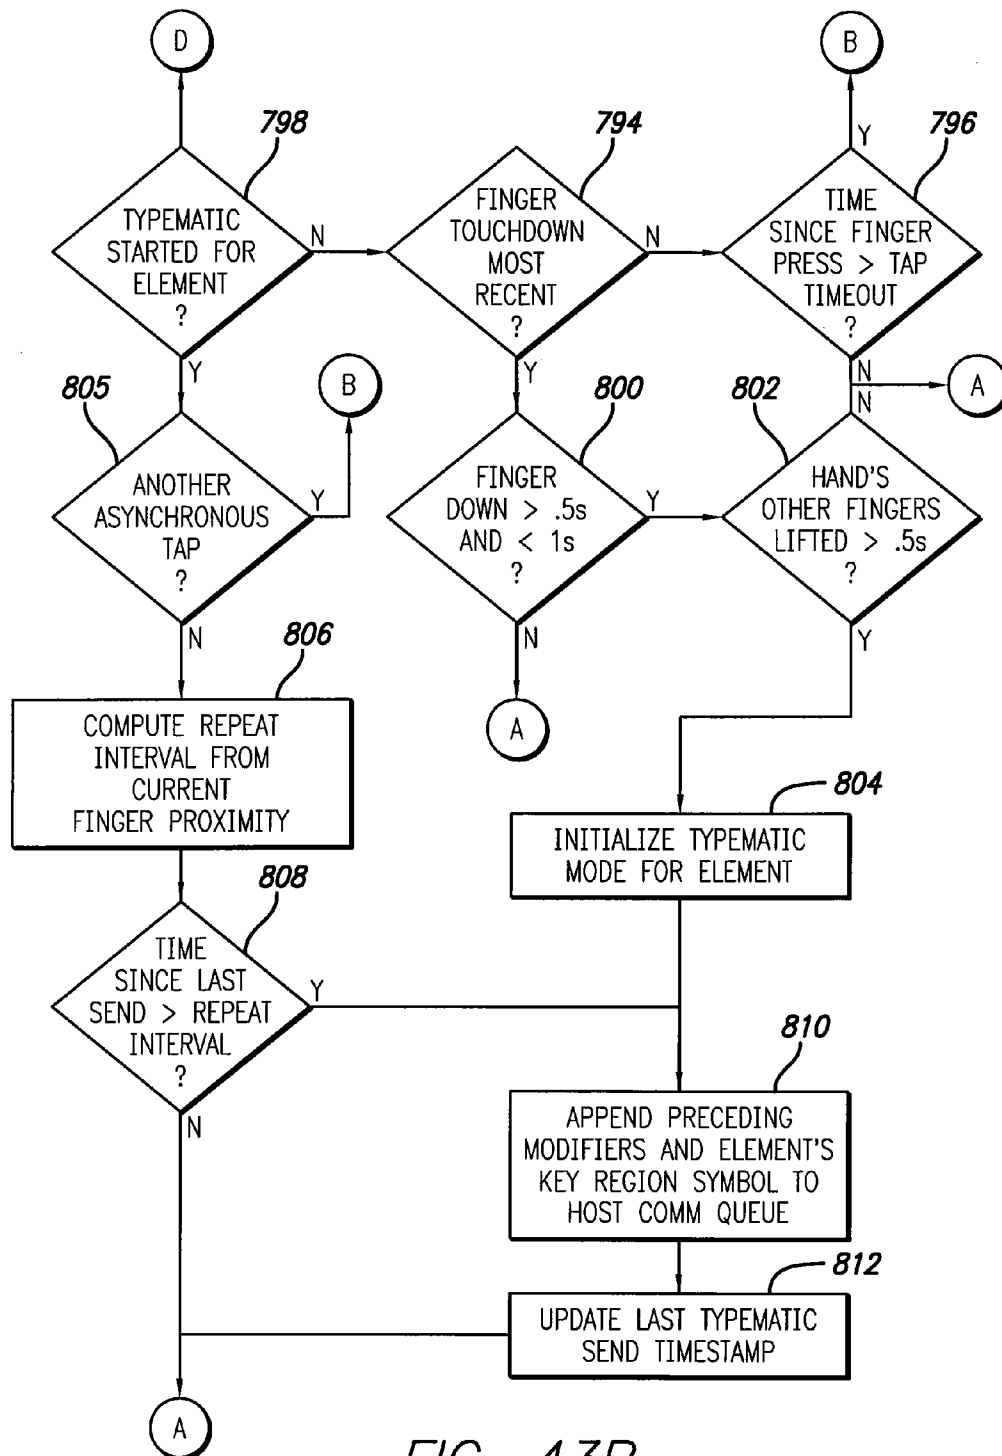 D
B
798
794
796
TYPEMATIC
STARTED FOR
ELEMENT
?
N
Y
FINGER
TOUCHDOWN
MOST
RECENT
?
N
Y
Y
TIME
SINCE FINGER
PRESS > TAP
TIMEOUT
?
N
N
A
805
B
800
802
ANOTHER
ASYNCHRONOUS
TAP
?
Y
N
FINGER
DOWN > .5s
AND < 1s
?
Y
N
A
HAND'S
OTHER FINGERS
LIFTED > .5s
?
Y
806
COMPUTE REPEAT
INTERVAL FROM
CURRENT
FINGER PROXIMITY
804
INITIALIZE TYPEMATIC
MODE FOR ELEMENT
808
TIME
SINCE LAST
SEND > REPEAT
INTERVAL
?
Y
N
810
APPEND PRECEDING
MODIFIERS AND ELEMENT'S
KEY REGION SYMBOL TO
HOST COMM QUEUE
812
UPDATE LAST TYPEMATIC
SEND TIMESTAMP
A